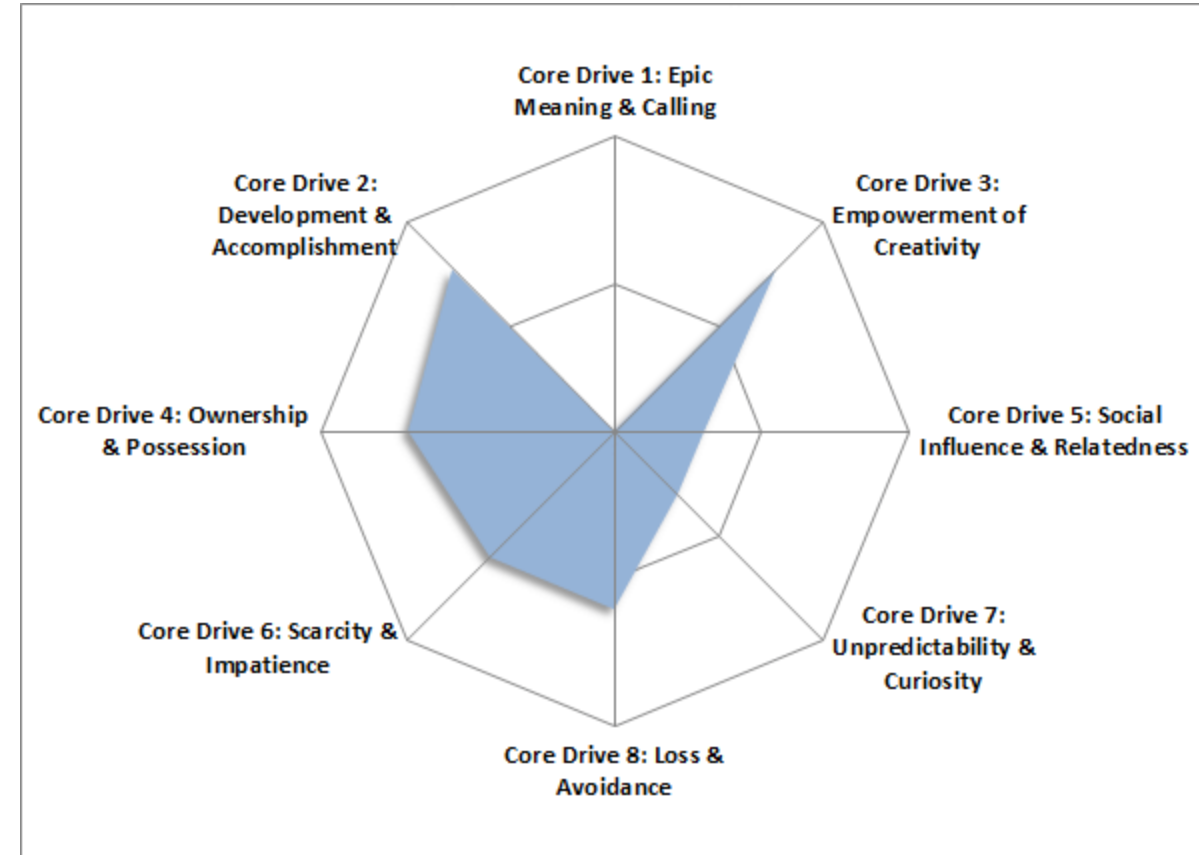 Core Drive 1: Epic
Meaning & Calling
Core Drive 2:
Development &
Accomplishment
Core Drive 3:
Empowerment of
Creativity
Core Drive 4: Ownership
& Possession
Core Drive 5: Social
Influence & Relatedness
Core Drive 6: Scarcity &
Impatience
Core Drive 7:
Unpredictability &
Curiosity
Core Drive 8: Loss &
Avoidance